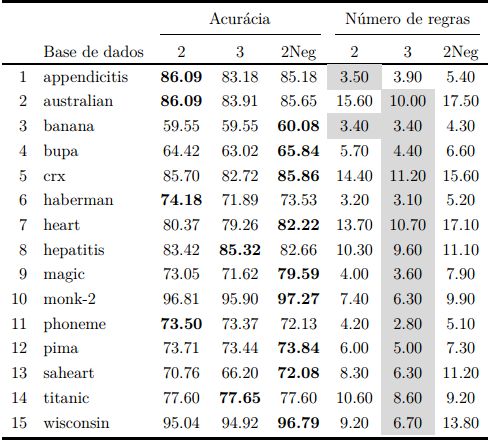 Acurácia Número de regras
Base de dados 2 3 2Neg 2 3 2Neg
1 appendicitis 86.09 83.18 85.18 3.50 3.90 5.40
2 australian 86.09 83.91 85.65 15.60 10.00 17.50
3 banana 59.55 59.55 60.08 3.40 3.40 4.30
4 bupa 64.42 63.02 65.84 5.70 4.40 6.60
5 crx 85.70 82.72 85.86 14.40 11.20 15.60
6 haberman 74.18 71.89 73.53 3.20 3.10 5.20
7 heart 80.37 79.26 82.22 13.70 10.70 17.10
8 hepatitis 83.42 85.32 82.66 10.30 9.60 11.10
9 magic 73.05 71.62 79.59 4.00 3.60 7.90
10 monk-2 96.81 95.90 97.27 7.40 6.30 9.90
11 phoneme 73.50 73.37 72.13 4.20 2.80 5.10
12 pima 73.71 73.44 73.84 6.00 5.00 7.30
13 saheart 70.76 66.20 72.08 8.30 6.30 11.20
14 titanic 77.60 77.65 77.60 10.60 8.60 9.20
15 wisconsin 95.04 94.92 96.79 9.20 6.70 13.80